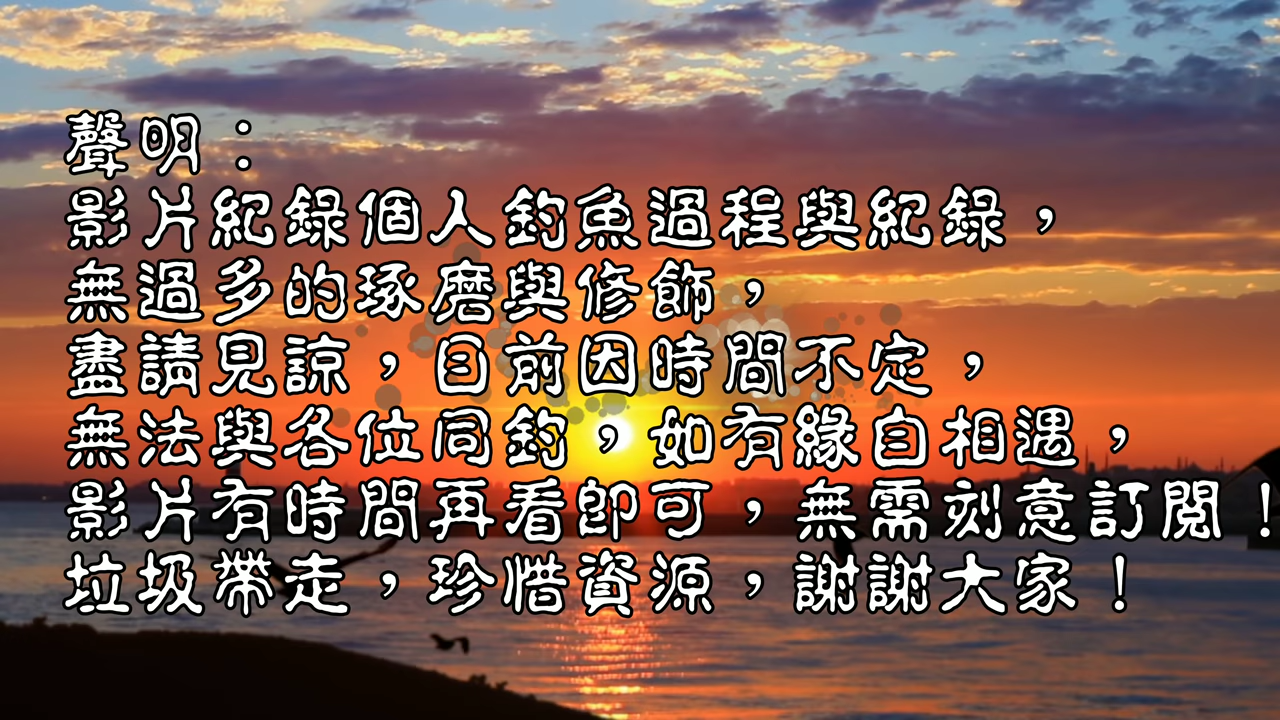 聲明：
影片紀錄個人釣魚過程與紀錄，
無過多的琢磨與修飾，
盡請見諒，目前因時間不定，
無法與各位同釣，如有緣自相遇，
影片有時間再看即可，無需刻意訂閱！
垃圾帶走，珍惜資源，謝謝大家！